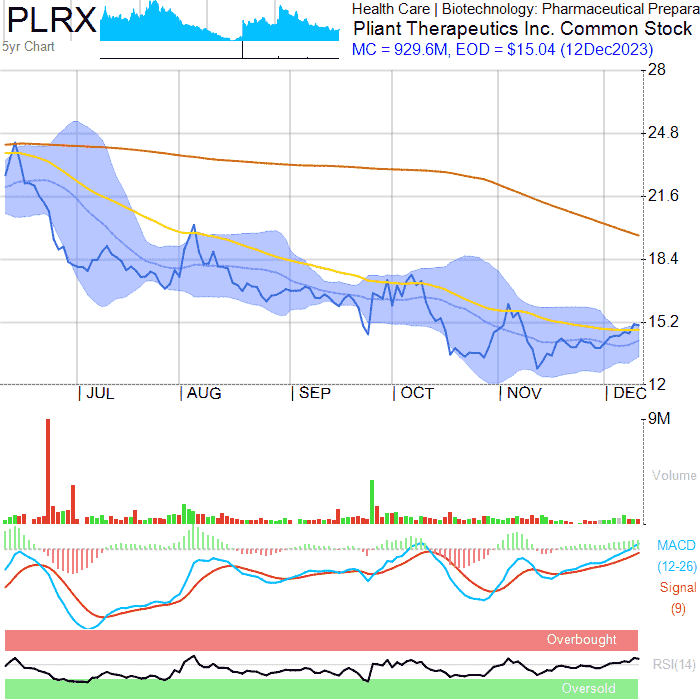 PLRX
Health Care | Biotechnology: Pharmaceutical Prepara
Pliant Therapeutics Inc. Common Stock
5yr Chart
MC = 929.6M, EOD = $15.04 (12Dec2023)
28
24.8
21.6
18.4
15.2
12
| JUL | AUG | SEP | OCT | NOV | DEC
9M
Volume
MACD
(12-26)
Signal
(9)
Overbought
RSI(14)
Oversold